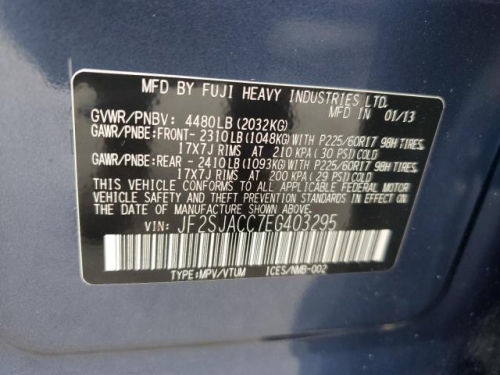 MFD BY FUJI HEAVY INDUSTRIES LTD.
IN 01/13
GVWR/PNBV: 4480LB(2032KG)
GAWR/PNBE:FRONT-2310LB(1048KG)WITH P225/60R17 98H TIRES
17X7J RIMS AT 210 KPA(30 PSI)COLD
GAWR/PNBE:REAR -2410LB(1093KG)WITH P225/60R17 98H TIRES
17X7J RIMS AT 200 KPA(29 PSI)COLD
THIS VEHICLE CONFORMS TO ALL APPLICABLE FEDERAL MOTOR
VEHICLE SAFETY AND BUMPER STANDARDS IN EFFECT ON THE
DATE OF MANUFACTURE SHOWN ABOVE.
VIN: JF2SJACC7EG403295
TYPE:MPV/VTUM ICES/NMB-002